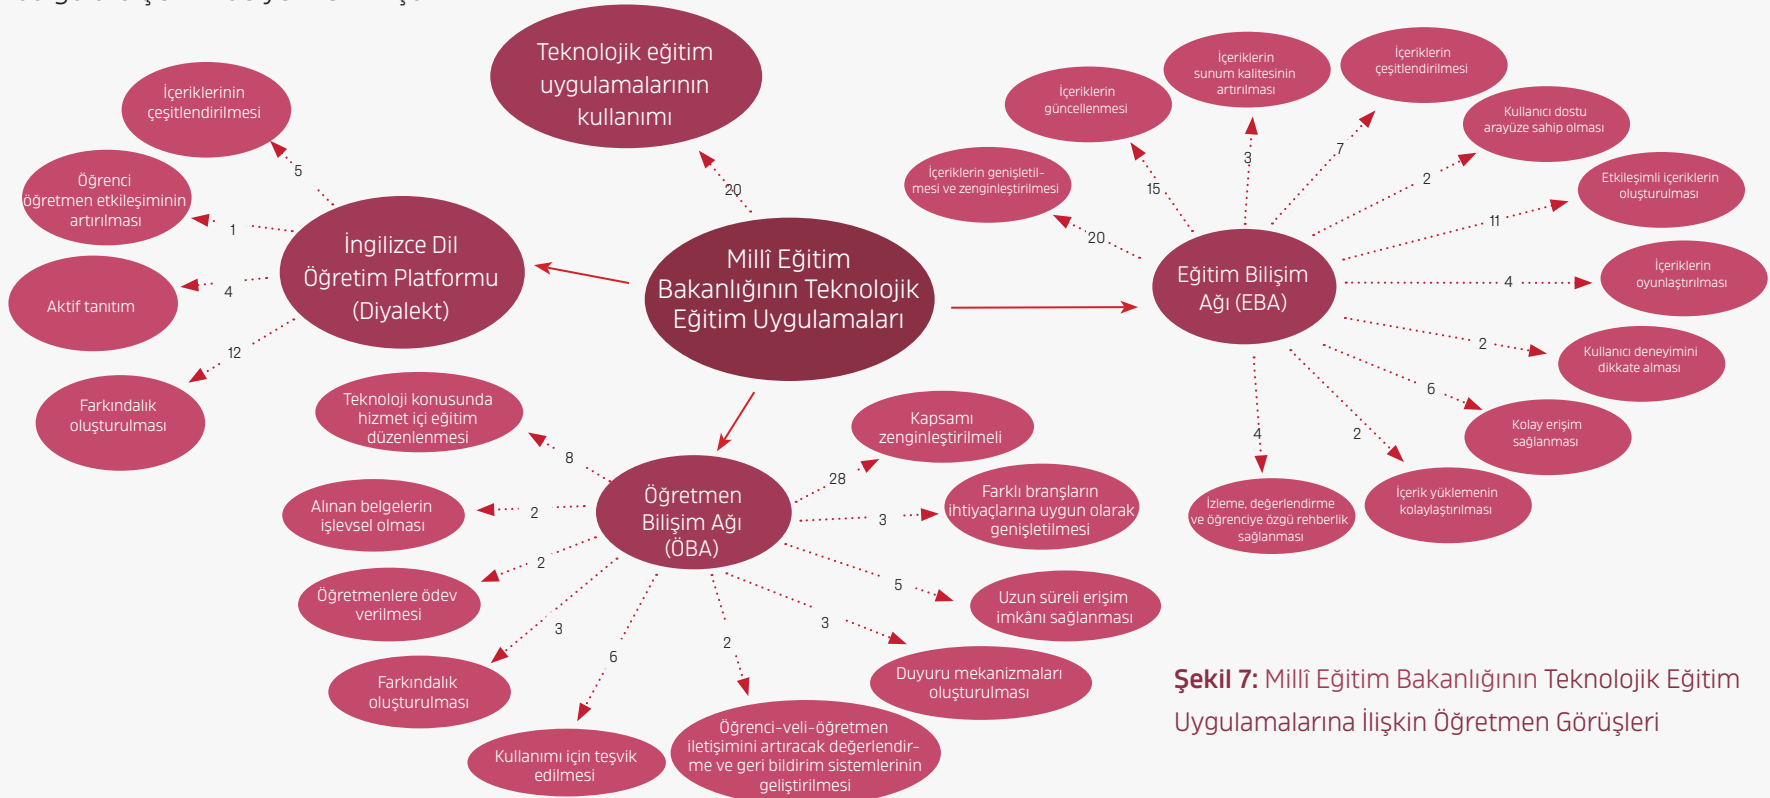 Teknolojik eğitim
uygulamalarının
kullanımı
20
Millî Eğitim
Bakanlığının Teknolojik
Eğitim Uygulamaları
İngilizce Dil
Öğretim Platformu
(Diyalekt)
5
İçeriklerinin
çeşitlendirilmesi
1
Öğrenci
öğretmen etkileşiminin
artırılması
4
Aktif tanıtım
12
Farkındalık
oluşturulması
Eğitim Bilişim
Ağı (EBA)
20
İçeriklerin genişletil-
mesi ve zenginleştirilmesi
15
İçeriklerin
güncellenmesi
3
İçeriklerin
sunum kalitesinin
artırılması
7
İçeriklerin
çeşitlendirilmesi
2
Kullanıcı dostu
arayüze sahip olması
11
Etkileşimli içeriklerin
oluşturulması
4
İçeriklerin
oyunlaştırılması
2
Kullanıcı deneyimini
dikkate alması
6
Kolay erişim
sağlanması
2
İçerik yüklemenin
kolaylaştırılması
4
İzleme, değerlendirme
ve öğrenciye özgü rehberlik
sağlanması
Öğretmen
Bilişim Ağı
(ÖBA)
8
Teknoloji konusunda
hizmet içi eğitim
düzenlenmesi
2
Alınan belgelerin
işlevsel olması
2
Öğretmenlere ödev
verilmesi
3
Farkındalık
oluşturulması
6
Kullanımı için teşvik
edilmesi
2
Öğrenci-veli-öğretmen
iletişimini artıracak değerlendir-
me ve geri bildirim sistemlerinin
geliştirilmesi
3
Duyuru mekanizmaları
oluşturulması
5
Uzun süreli erişim
imkânı sağlanması
3
Farklı branşların
ihtiyaçlarına uygun olarak
genişletilmesi
28
Kapsamı
zenginleştirilmeli
Şekil 7: Millî Eğitim Bakanlığının Teknolojik Eğitim
Uygulamalarına İlişkin Öğretmen Görüşleri